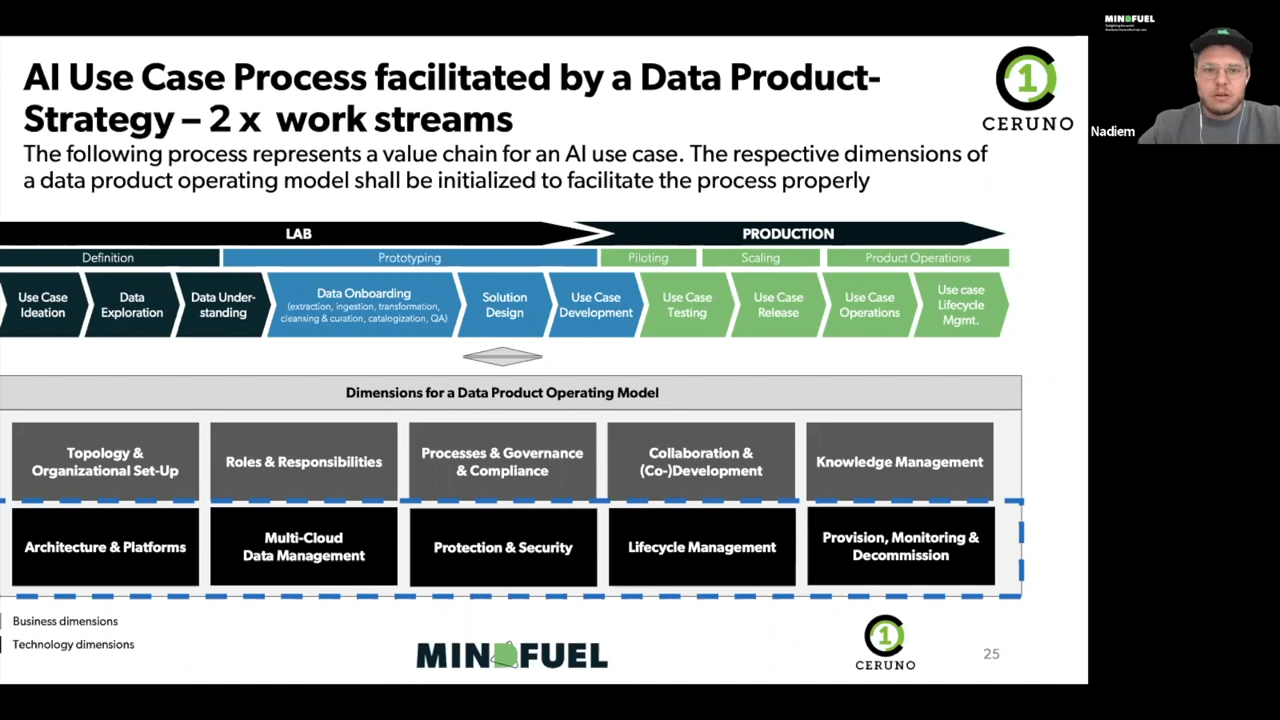 AI Use Case Process facilitated by a Data Product-
Strategy – 2 x work streams
The following process represents a value chain for an AI use case. The respective dimensions of
a data product operating model shall be initialized to facilitate the process properly
1
CERUNO
MINDFUEL
Nadiem
LAB
PRODUCTION
Definition
Prototyping
Piloting
Scaling
Product Operations
Use Case
Ideation
Data
Exploration
Data Under-
standing
Data Onboarding
(extraction, ingestion, transformation,
cleansing & curation, catalogization, QA)
Solution
Design
Use Case
Development
Use Case
Testing
Use Case
Release
Use Case
Operations
Use case
Lifecycle
Mgmt.
Dimensions for a Data Product Operating Model
Topology &
Organizational Set-Up
Roles & Responsibilities
Processes & Governance
& Compliance
Collaboration &
(Co-)Development
Knowledge Management
Architecture & Platforms
Multi-Cloud
Data Management
Protection & Security
Lifecycle Management
Provision, Monitoring &
Decommission
Business dimensions
Technology dimensions
MINDFUEL
1
CERUNO
25